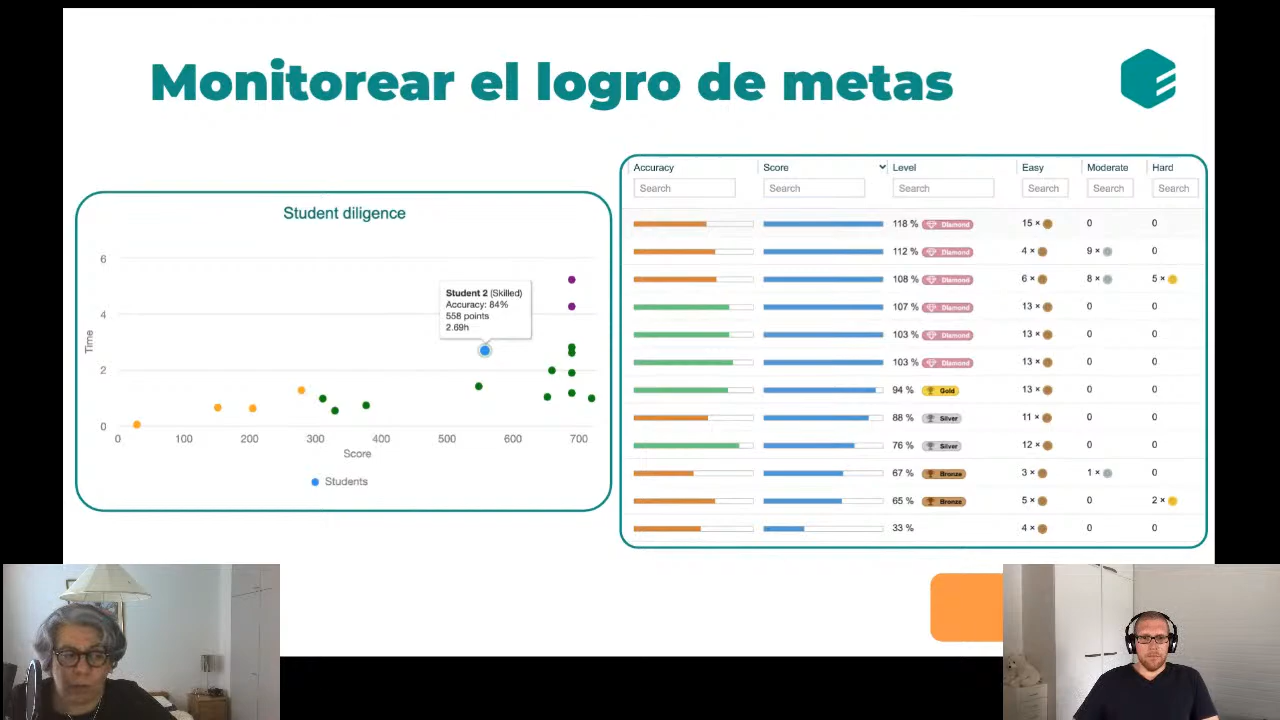 Monitorear el logro de metas
Student diligence
6
4
2
0
Time
Student 2 (Skilled)
Accuracy: 84%
558 points
2.69h
0 100 200 300 400 500 600 700
Score
Students
Accuracy Score Level Easy Moderate Hard
Search Search Search Search Search Search
118 % Diamond 15 × 0 0
112 % Diamond 4 × 9 × 0
108 % Diamond 6 × 8 × 5 ×
107 % Diamond 13 × 0 0
103 % Diamond 13 × 0 0
103 % Diamond 13 × 0 0
94 % Gold 13 × 0 0
88 % Silver 11 × 0 0
76 % Silver 12 × 0 0
67 % Bronze 3 × 1 × 0
65 % Bronze 5 × 0 2 ×
33 % 4 × 0 0